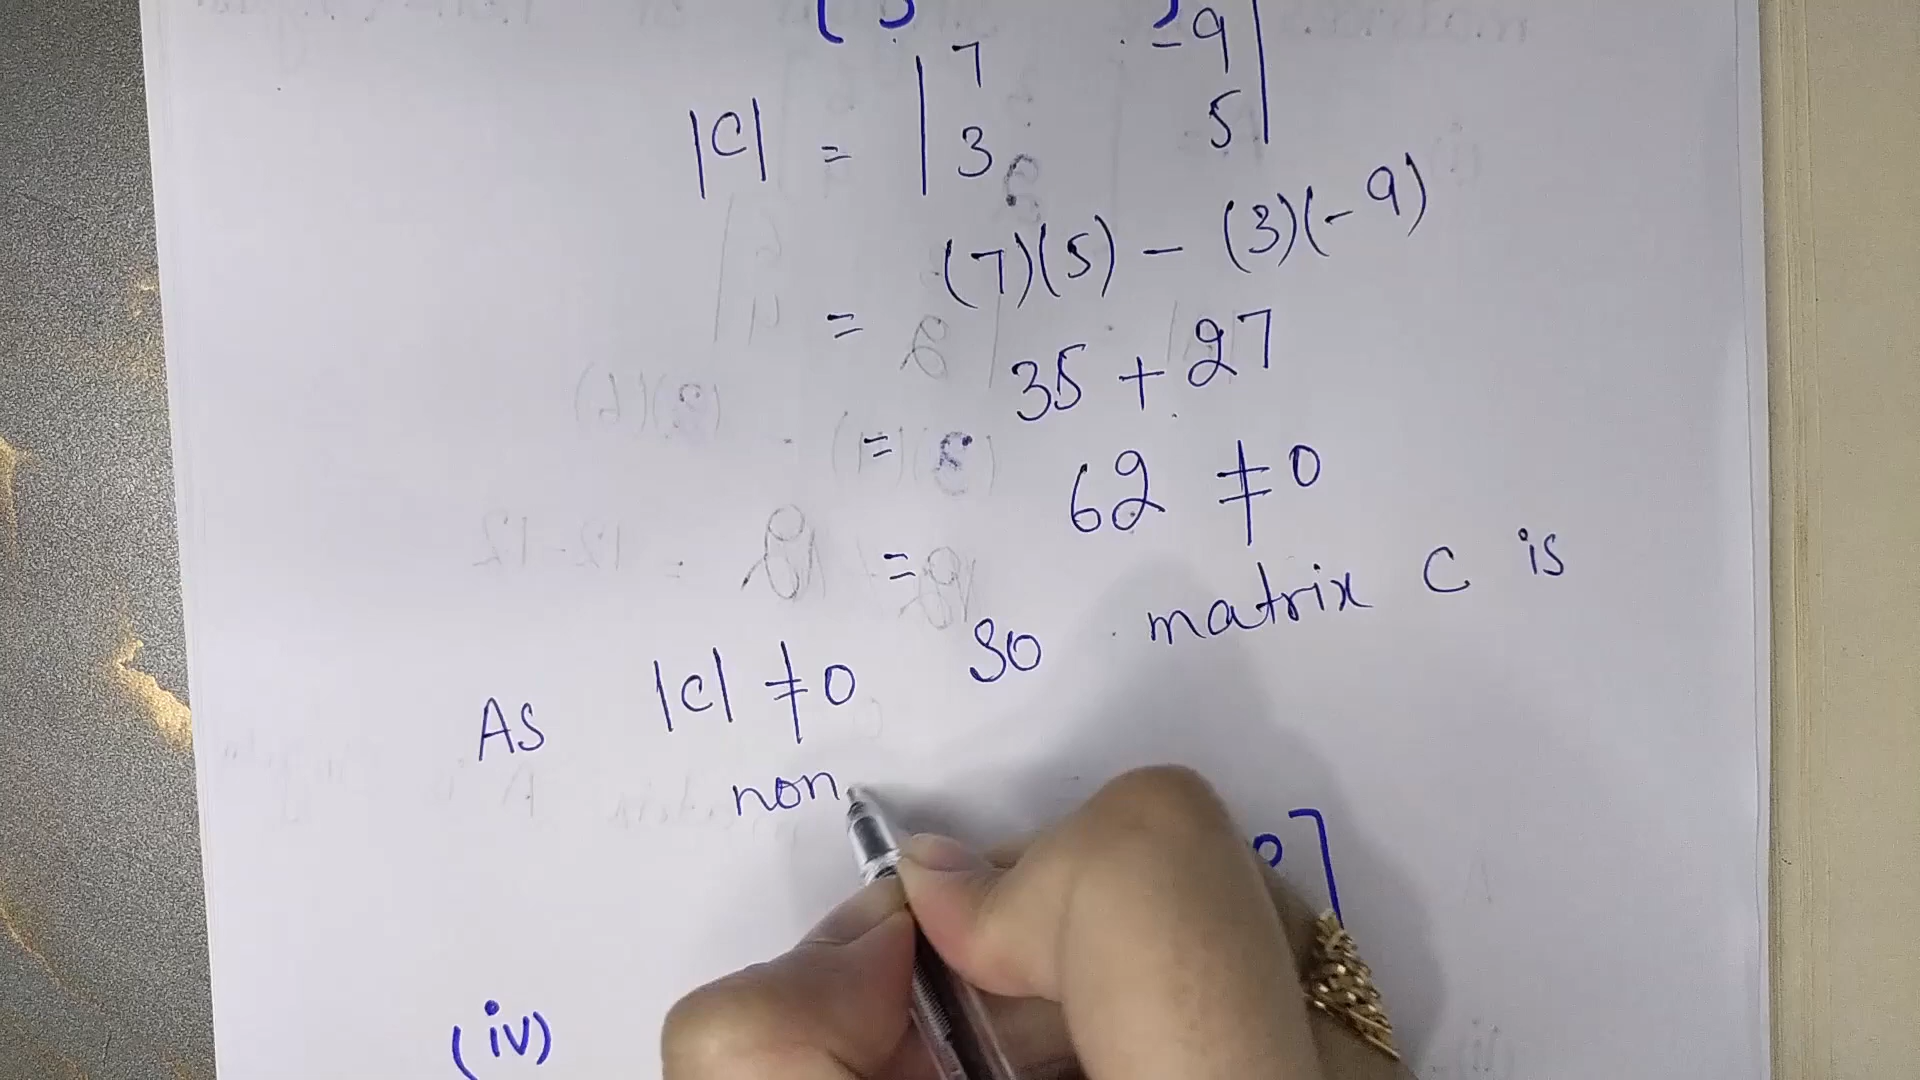 |C| = | 7 -9 |
| 3 5 |
= (7)(5) - (3)(-9)
= 35 + 27
= 62 ≠ 0
As |C| ≠ 0 So matrix C is
non
(iv)